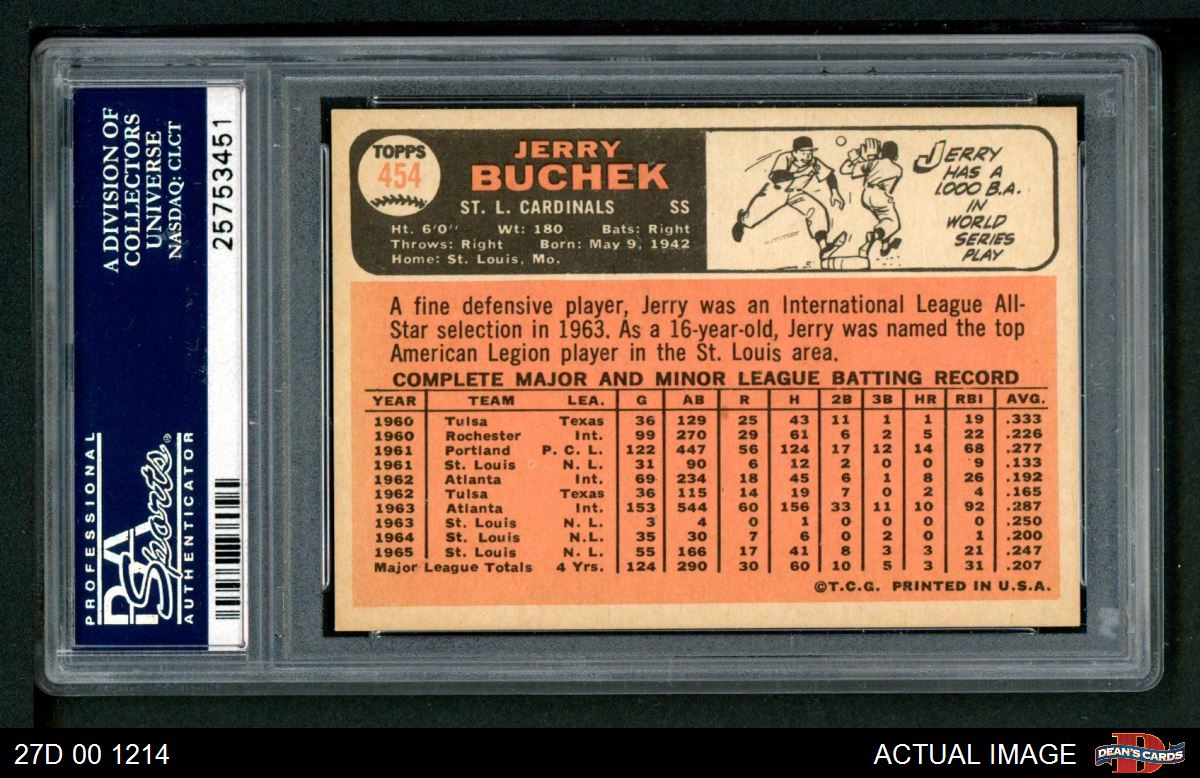 A DIVISION OF
COLLECTORS
UNIVERSE
NASDAQ: CLCT
25753451
PROFESSIONAL
PSA
Sports®
AUTHENTICATOR
TOPPS
454
JERRY
BUCHEK
ST. L. CARDINALS SS
Ht. 6'0" Wt: 180 Bats: Right
Throws: Right Born: May 9, 1942
Home: St. Louis, Mo.
JERRY
HAS A
1.000 B.A.
IN
WORLD
SERIES
PLAY
A fine defensive player, Jerry was an International League All-
Star selection in 1963. As a 16-year-old, Jerry was named the top
American Legion player in the St. Louis area.
COMPLETE MAJOR AND MINOR LEAGUE BATTING RECORD
YEAR TEAM LEA. G AB R H 2B 3B HR RBI AVG.
1960 Tulsa Texas 36 129 25 43 11 1 1 19 .333
1960 Rochester Int. 99 270 29 61 6 2 5 22 .226
1961 Portland P. C. L. 122 447 56 124 17 12 14 68 .277
1961 St. Louis N. L. 31 90 6 12 2 0 0 9 .133
1962 Atlanta Int. 69 234 18 45 6 1 8 26 .192
1962 Tulsa Texas 36 115 14 19 7 0 2 4 .165
1963 Atlanta Int. 153 544 60 156 33 11 10 92 .287
1963 St. Louis N. L. 3 4 0 1 0 0 0 0 .250
1964 St. Louis N.L. 35 30 7 6 0 2 0 1 .200
1965 St. Louis N. L. 55 166 17 41 8 3 3 21 .247
Major League Totals 4 Yrs. 124 290 30 60 10 5 3 31 .207
©T.C.G. PRINTED IN U.S.A.
27D 00 1214
ACTUAL IMAGE
DEAN'S CARDS